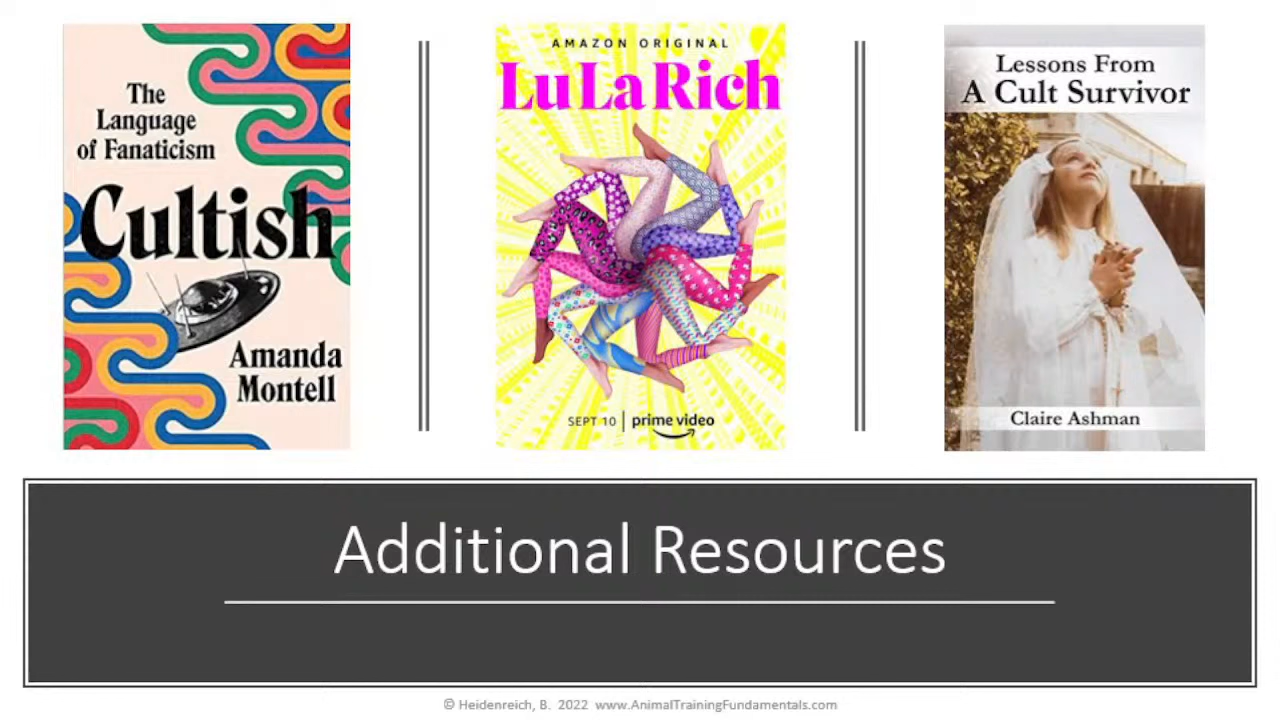 The
Language
of Fanaticism
Cultish
Amanda
Montell
AMAZON ORIGINAL
LuLaRich
SEPT 10 | prime video
Lessons From
A Cult Survivor
Claire Ashman
Additional Resources
© Heidenreich, B. 2022 www.AnimalTrainingFundamentals.com